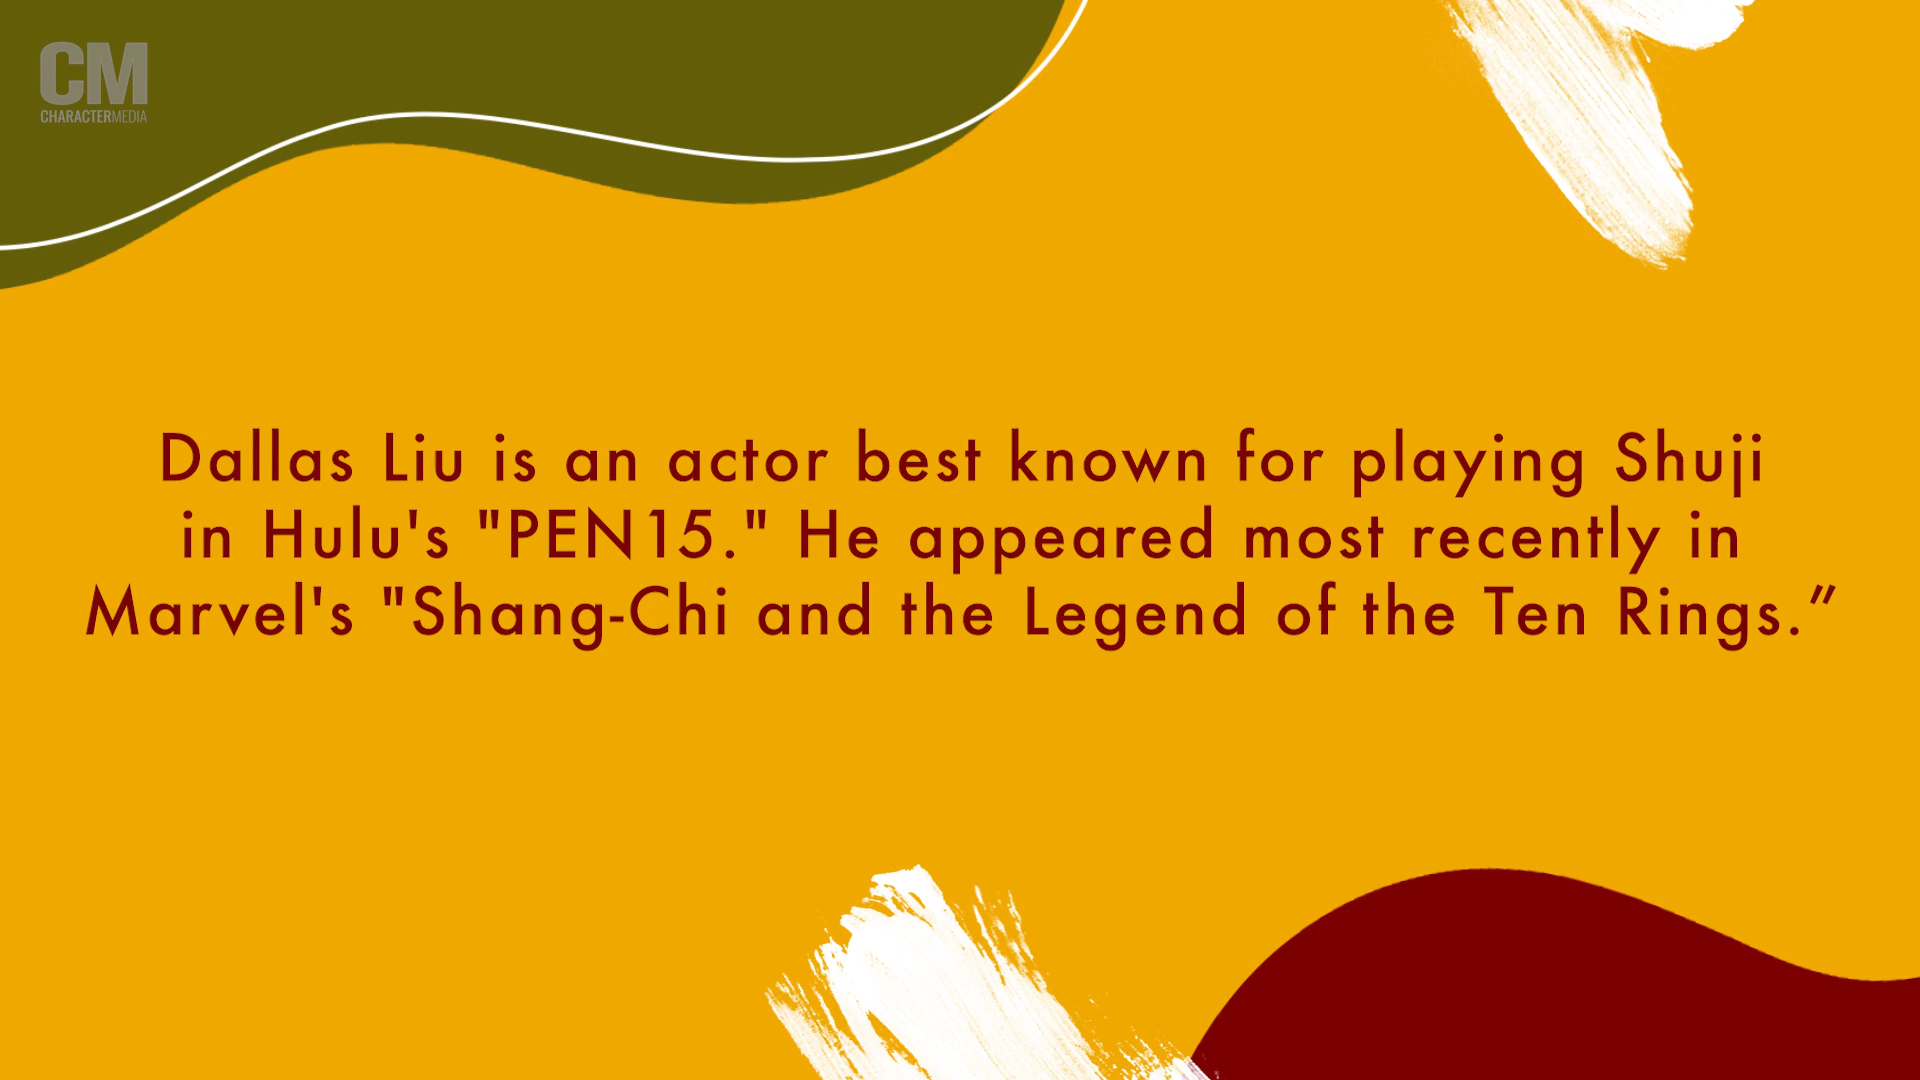 CM
CHARACTERMEDIA
Dallas Liu is an actor best known for playing Shuji
in Hulu's "PEN15." He appeared most recently in
Marvel's "Shang-Chi and the Legend of the Ten Rings.”